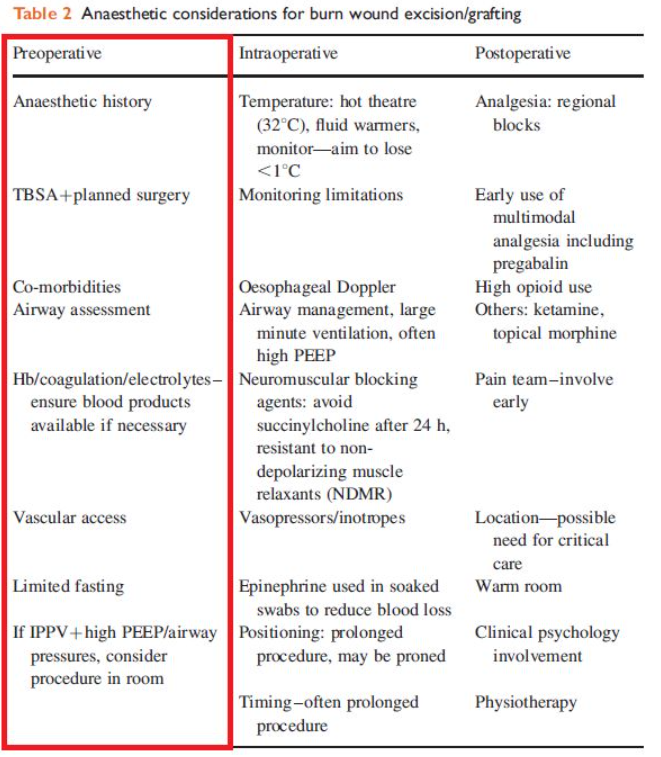 Table 2 Anaesthetic considerations for burn wound excision/grafting
Preoperative
Intraoperative
Postoperative
Anaesthetic history
Temperature: hot theatre
(32°C), fluid warmers,
monitor—aim to lose
<1°C
Analgesia: regional
blocks
TBSA+planned surgery
Monitoring limitations
Early use of
multimodal
analgesia including
pregabalin
Co-morbidities
Oesophageal Doppler
High opioid use
Airway assessment
Airway management, large
minute ventilation, often
high PEEP
Others: ketamine,
topical morphine
Hb/coagulation/electrolytes–
ensure blood products
available if necessary
Neuromuscular blocking
agents: avoid
succinylcholine after 24 h,
resistant to non-
depolarizing muscle
relaxants (NDMR)
Pain team–involve
early
Vascular access
Vasopressors/inotropes
Location—possible
need for critical
care
Limited fasting
Epinephrine used in soaked
swabs to reduce blood loss
Warm room
If IPPV+high PEEP/airway
pressures, consider
procedure in room
Positioning: prolonged
procedure, may be proned
Clinical psychology
involvement
Timing–often prolonged
procedure
Physiotherapy